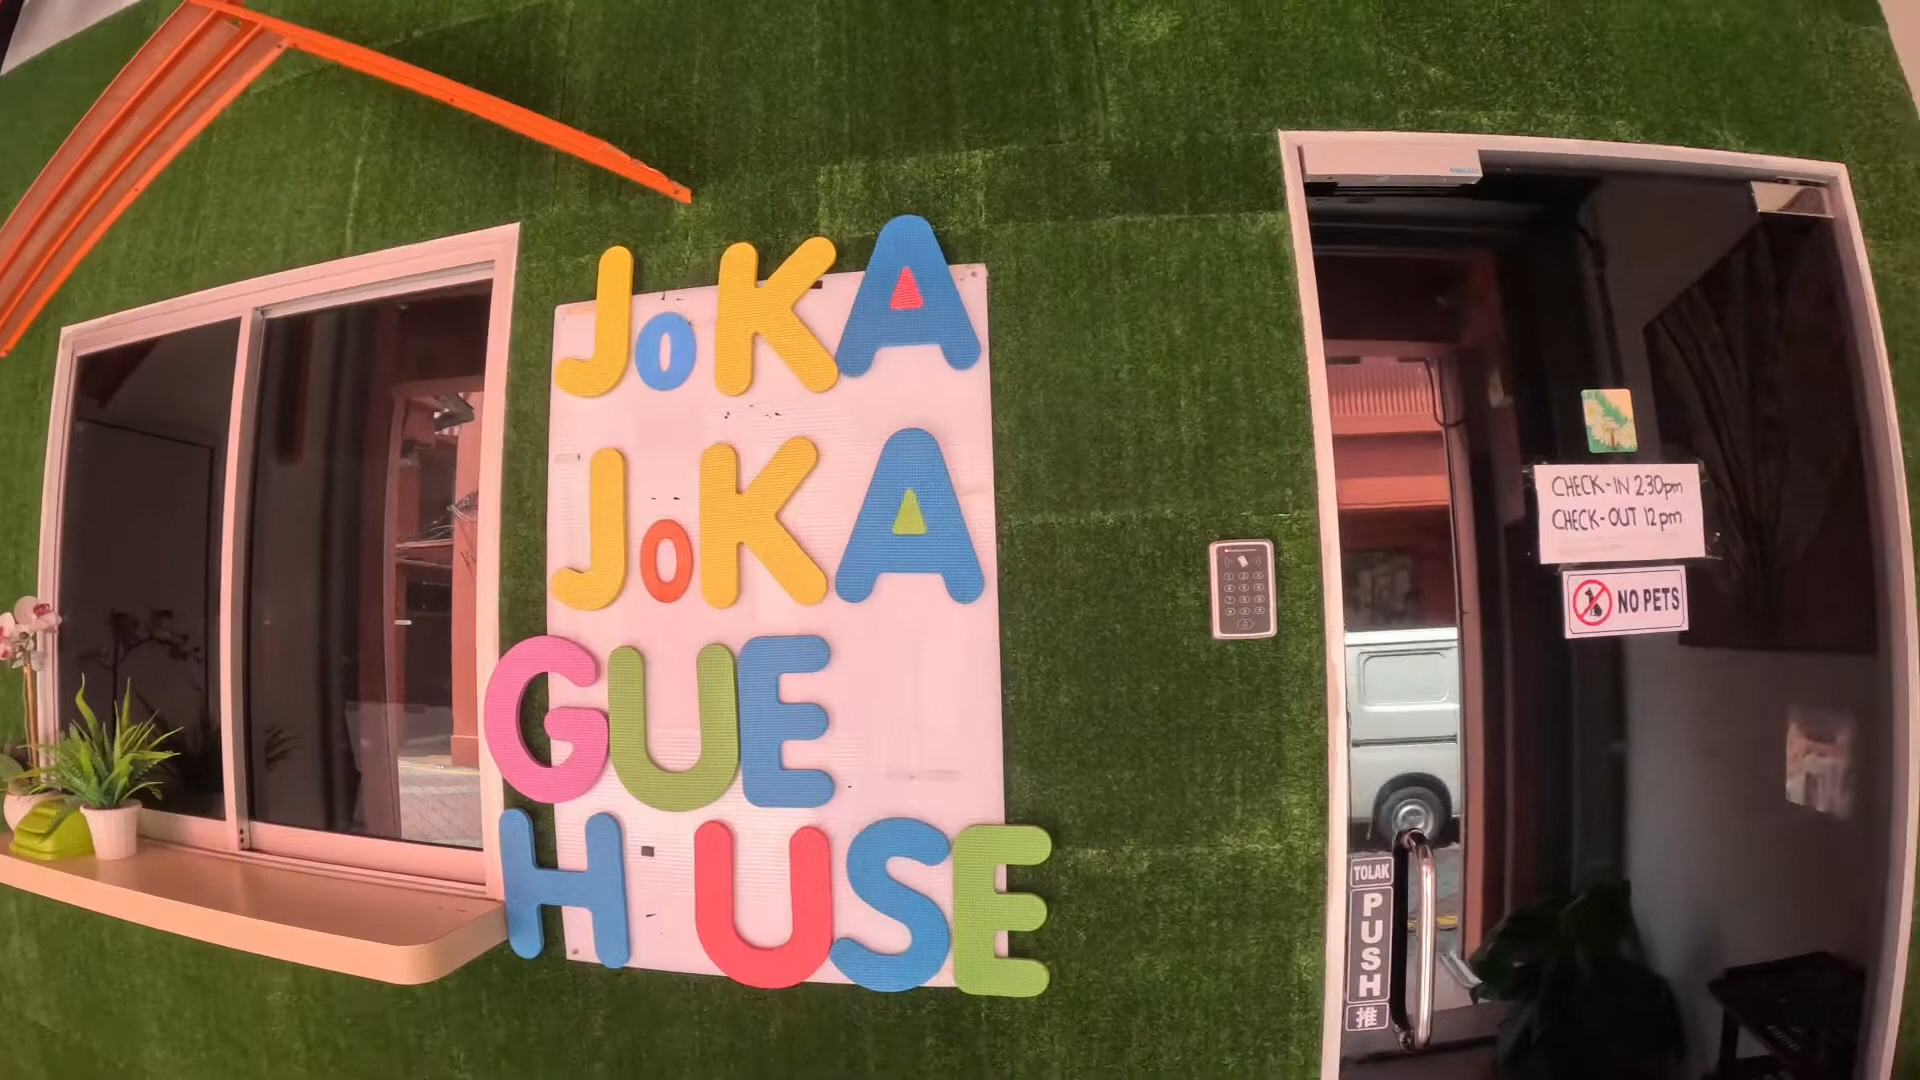 JoKA
JoKA
GUE
H USE
CHECK-IN 2.30pm
CHECK-OUT 12pm
NO PETS
TOLAK
PUSH
推